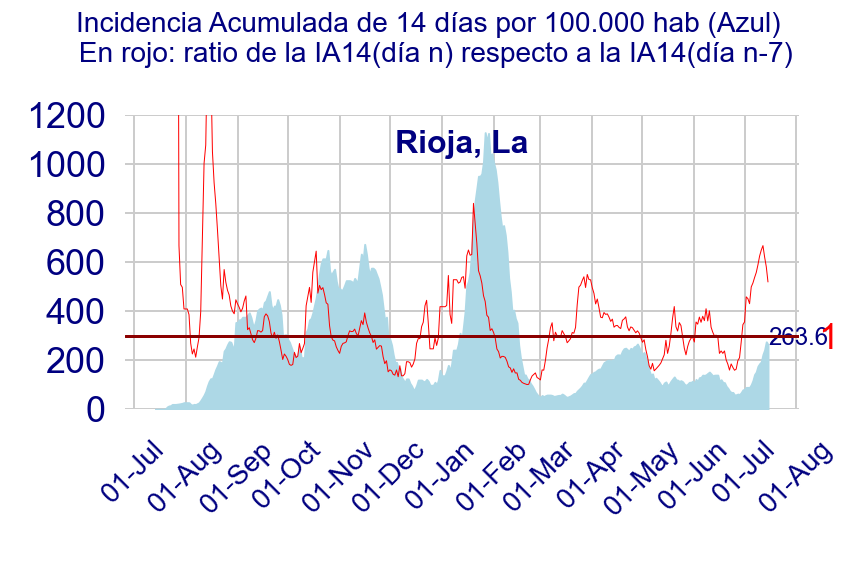 Incidencia Acumulada de 14 días por 100.000 hab (Azul)
En rojo: ratio de la IA14(día n) respecto a la IA14(día n-7)
Rioja, La
1200
1000
800
600
400
200
0
263.6
1
01-Jul
01-Aug
01-Sep
01-Oct
01-Nov
01-Dec
01-Jan
01-Feb
01-Mar
01-Apr
01-May
01-Jun
01-Jul
01-Aug